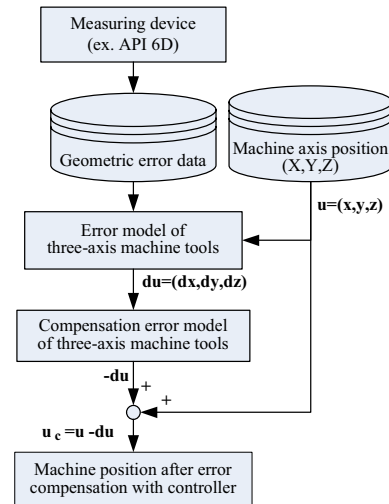 Measuring device
(ex. API 6D)
Geometric error data
Machine axis position
(X,Y,Z)
u=(x,y,z)
Error model of
three-axis machine tools
du=(dx,dy,dz)
Compensation error model
of three-axis machine tools
-du
+
+
u c =u -du
Machine position after error
compensation with controller